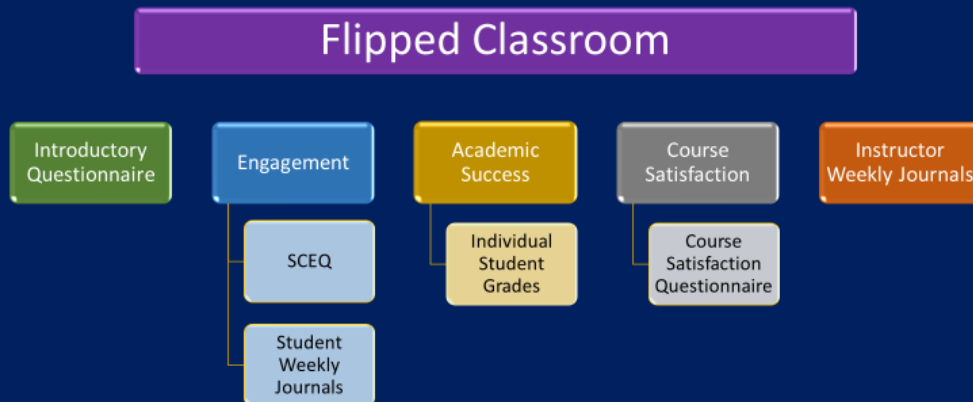 Flipped Classroom
Introductory
Questionnaire
Engagement
Academic
Success
Course
Satisfaction
Instructor
Weekly Journals
SCEQ
Student
Weekly
Journals
Individual
Student
Grades
Course
Satisfaction
Questionnaire